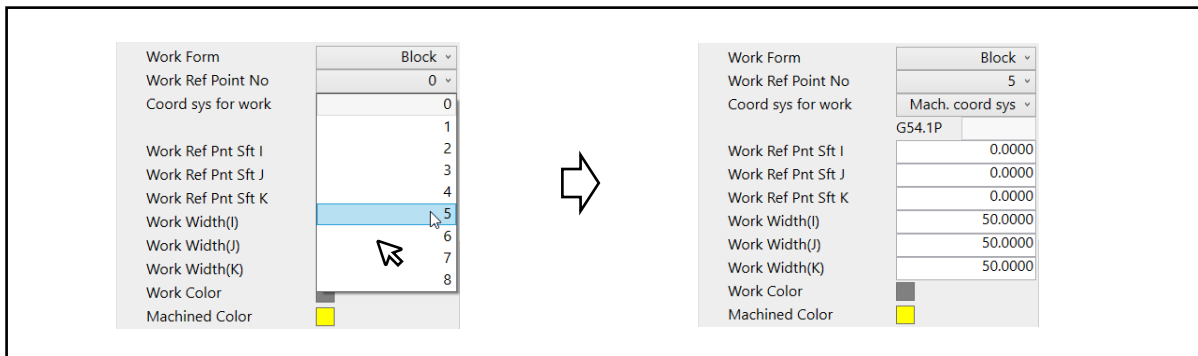 Work Form Block
Work Ref Point No 0
Coord sys for work 0
1
Work Ref Pnt Sft I 2
Work Ref Pnt Sft J 3
Work Ref Pnt Sft K 4
Work Width(I) 5
Work Width(J) 6
Work Width(K) 7
Work Color 8
Machined Color
Work Form Block
Work Ref Point No 5
Coord sys for work Mach. coord sys
G54.1P
Work Ref Pnt Sft I 0.0000
Work Ref Pnt Sft J 0.0000
Work Ref Pnt Sft K 0.0000
Work Width(I) 50.0000
Work Width(J) 50.0000
Work Width(K) 50.0000
Work Color
Machined Color